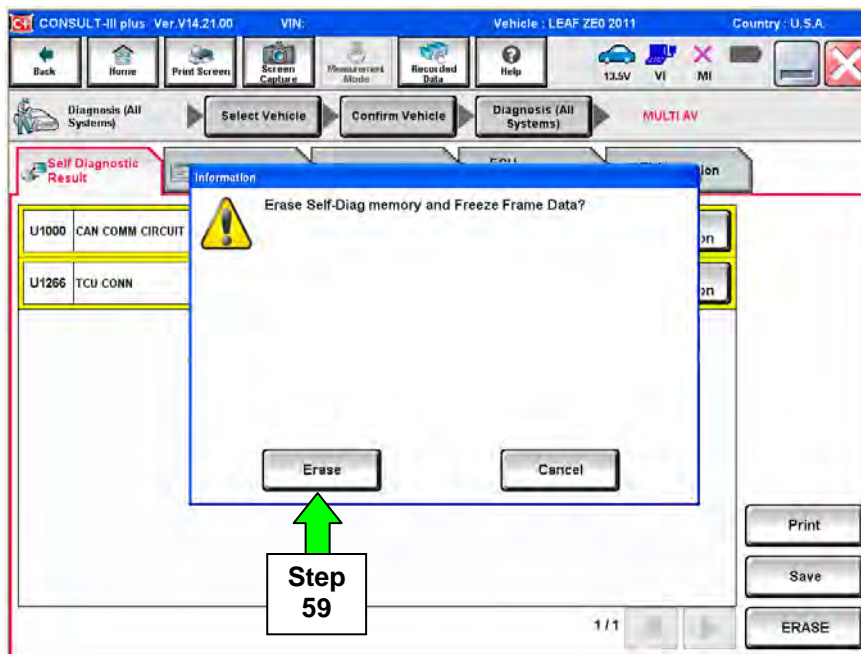 CONSULT-III plus Ver.V14.21.00 VIN: Vehicle : LEAF ZE0 2011 Country : U.S.A.
Back Home Print Screen Screen Capture Measurement Mode Recorded Data Help 13.5V VI MI
Diagnosis (All Systems) Select Vehicle Confirm Vehicle Diagnosis (All Systems) MULTI AV
Self Diagnostic Result
Information
Erase Self-Diag memory and Freeze Frame Data?
U1000 CAN COMM CIRCUIT
U1266 TCU CONN
Erase Cancel
Step
59
Print
Save
1/1
ERASE